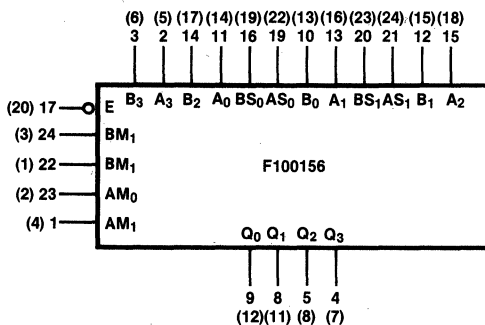 (6) (5) (17) (14) (19) (22) (13) (16) (23) (24) (15) (18)
3 2 14 11 16 19 10 13 20 21 12 15
B3 A3 B2 A0 BS0 AS0 B0 A1 BS1 AS1 B1 A2
(20) 17 E
(3) 24 BM1
(1) 22 BM1
F100156
(2) 23 AM0
(4) 1 AM1
Q0 Q1 Q2 Q3
9 8 5 4
(12) (11) (8) (7)